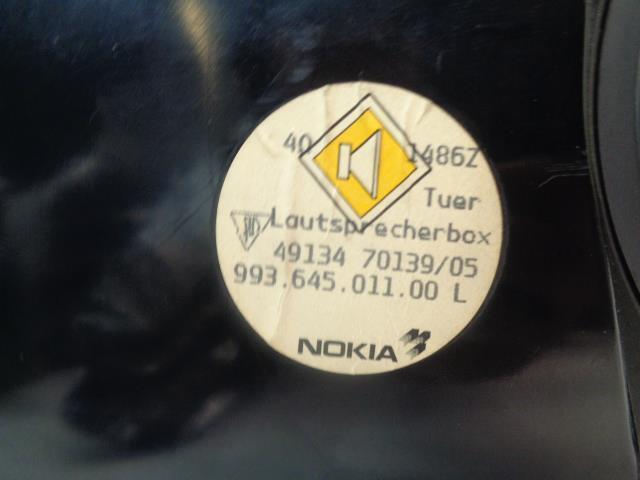 40 1486Z
Tuer
Lautsprecherbox
49134 70139/05
993.645.011.00 L
NOKIA